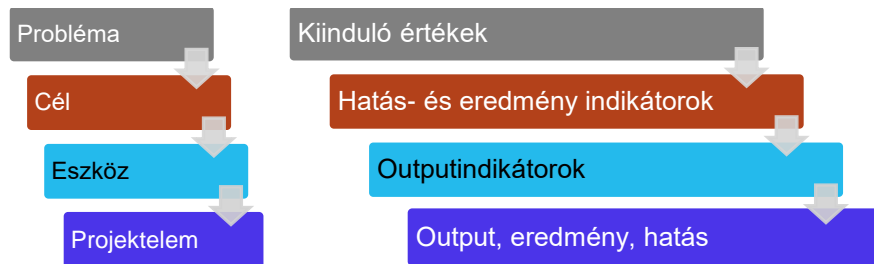 Probléma
Cél
Eszköz
Projektelem
Kiinduló értékek
Hatás- és eredmény indikátorok
Outputindikátorok
Output, eredmény, hatás